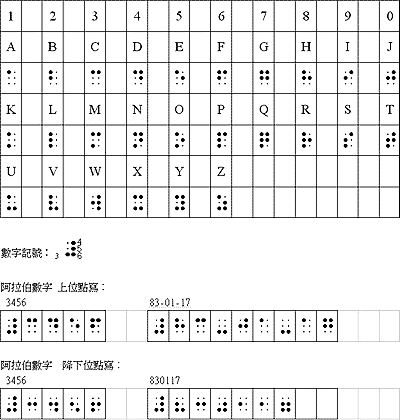 1 2 3 4 5 6 7 8 9 0
A B C D E F G H I J
⠁ ⠃ ⠉ ⠙ ⠑ ⠋ ⠛ ⠓ ⠊ ⠚
K L M N O P Q R S T
⠅ ⠇ ⠍ ⠝ ⠕ ⠏ ⠟ ⠗ ⠎ ⠞
U V W X Y Z
⠥ ⠧ ⠺ ⠭ ⠽ ⠵
數字記號： 3 4 5 6
阿拉伯數字 上位點寫：
3456 83-01-17
阿拉伯數字 降下位點寫：
3456 830117